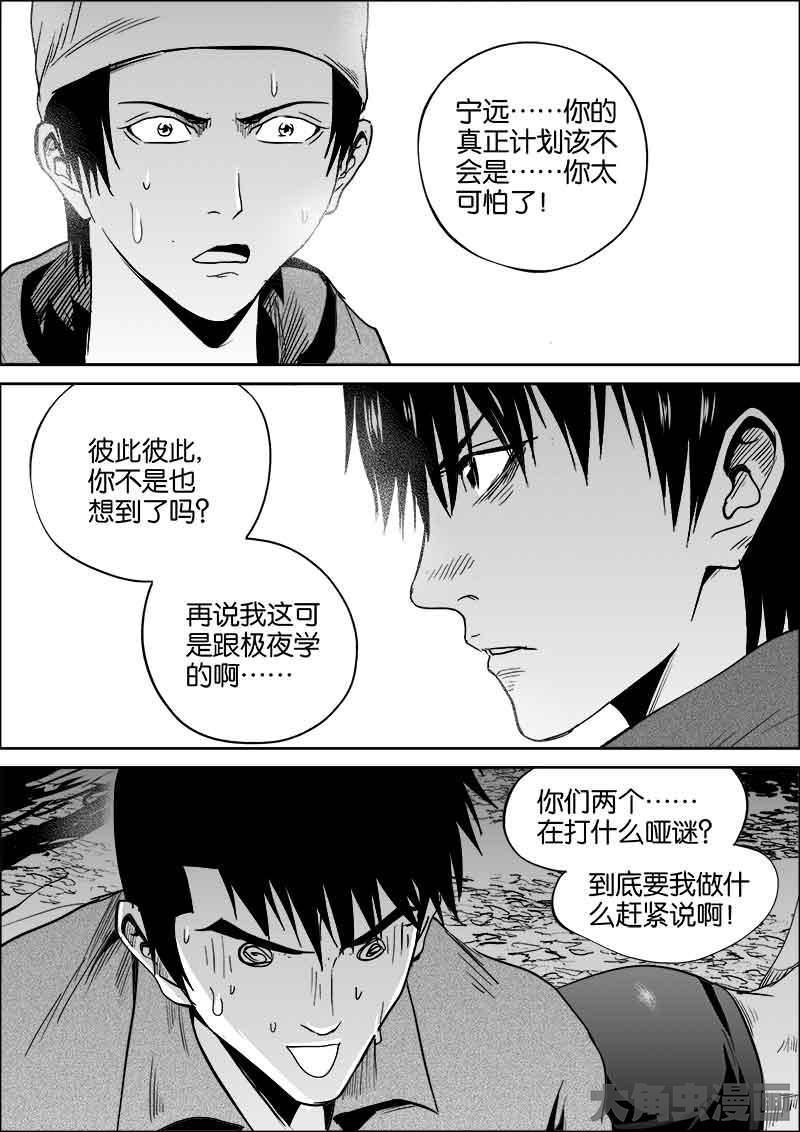 宁远……你的
真正计划该不
会是……你太
可怕了!
彼此彼此,
你不是也
想到了吗?
再说我这可
是跟极夜学
的啊……
你们两个……
在打什么哑谜?
到底要我做什
么赶紧说啊!
大角虫漫画